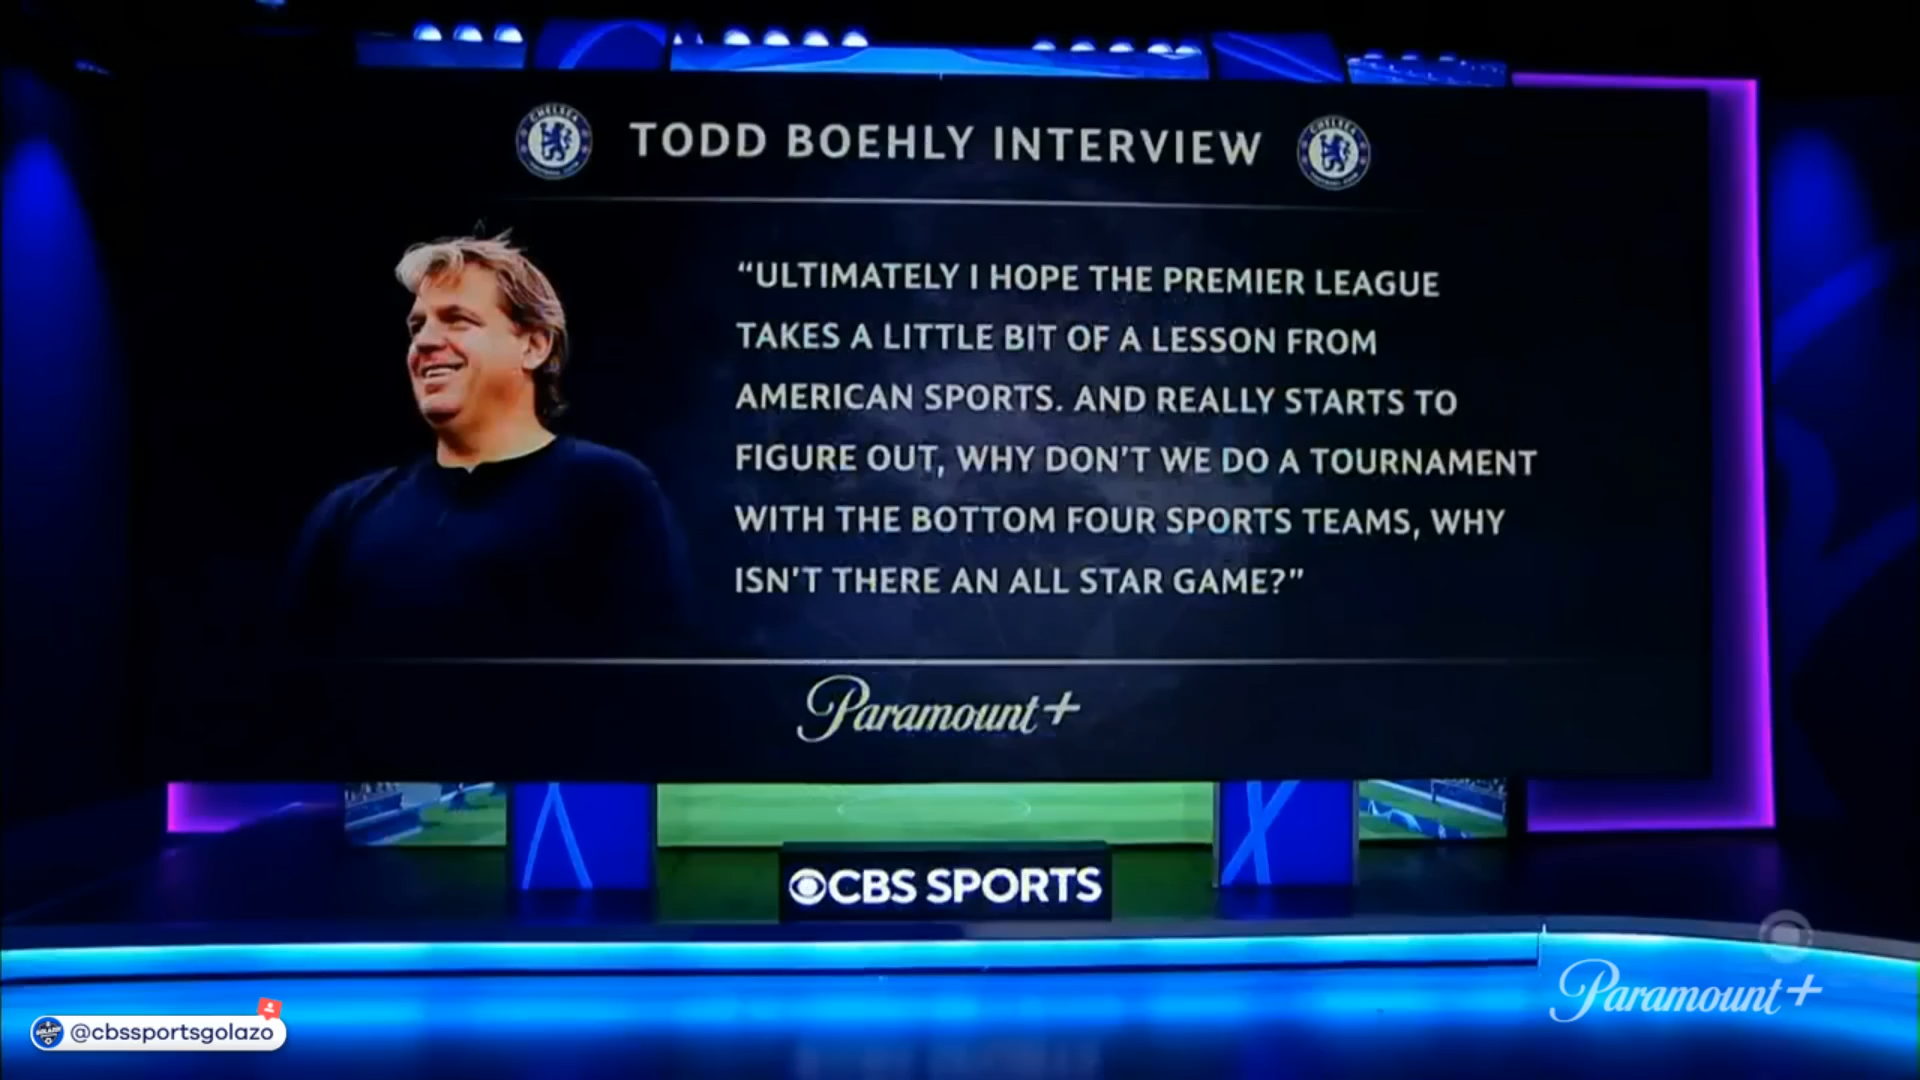 TODD BOEHLY INTERVIEW
CHELSEA
CHELSEA
“ULTIMATELY I HOPE THE PREMIER LEAGUE
TAKES A LITTLE BIT OF A LESSON FROM
AMERICAN SPORTS. AND REALLY STARTS TO
FIGURE OUT, WHY DON'T WE DO A TOURNAMENT
WITH THE BOTTOM FOUR SPORTS TEAMS, WHY
ISN'T THERE AN ALL STAR GAME?”
Paramount+
CBS SPORTS
Paramount+
@cbssportsgolazo